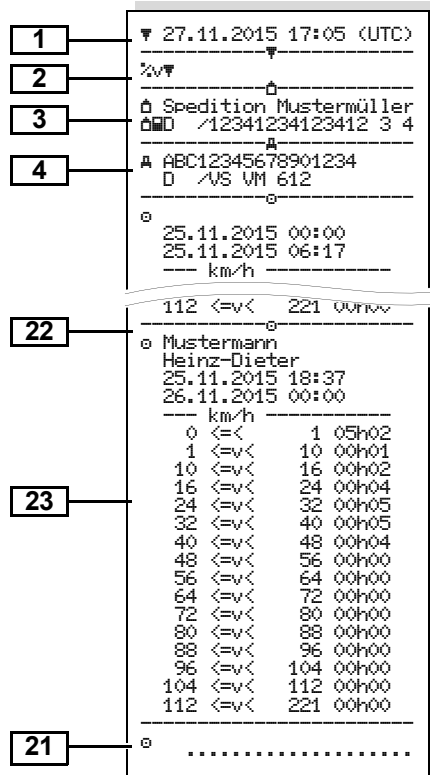 1
▼ 27.11.2015 17:05 (UTC)
2
%v▼
3
Spedition Mustermüller
D /12341234123412 3 4
4
A ABC12345678901234
D /VS VM 612
25.11.2015 00:00
25.11.2015 06:17
--- km/h -----------
112 <=v< 221 00h00
22
Mustermann
Heinz-Dieter
25.11.2015 18:37
26.11.2015 00:00
--- km/h -----------
23
0 <=< 1 05h02
1 <=v< 10 00h01
10 <=v< 16 00h02
16 <=v< 24 00h04
24 <=v< 32 00h05
32 <=v< 40 00h05
40 <=v< 48 00h04
48 <=v< 56 00h00
56 <=v< 64 00h00
64 <=v< 72 00h00
72 <=v< 80 00h00
80 <=v< 88 00h00
88 <=v< 96 00h00
96 <=v< 104 00h00
104 <=v< 112 00h00
112 <=v< 221 00h00
21
....................